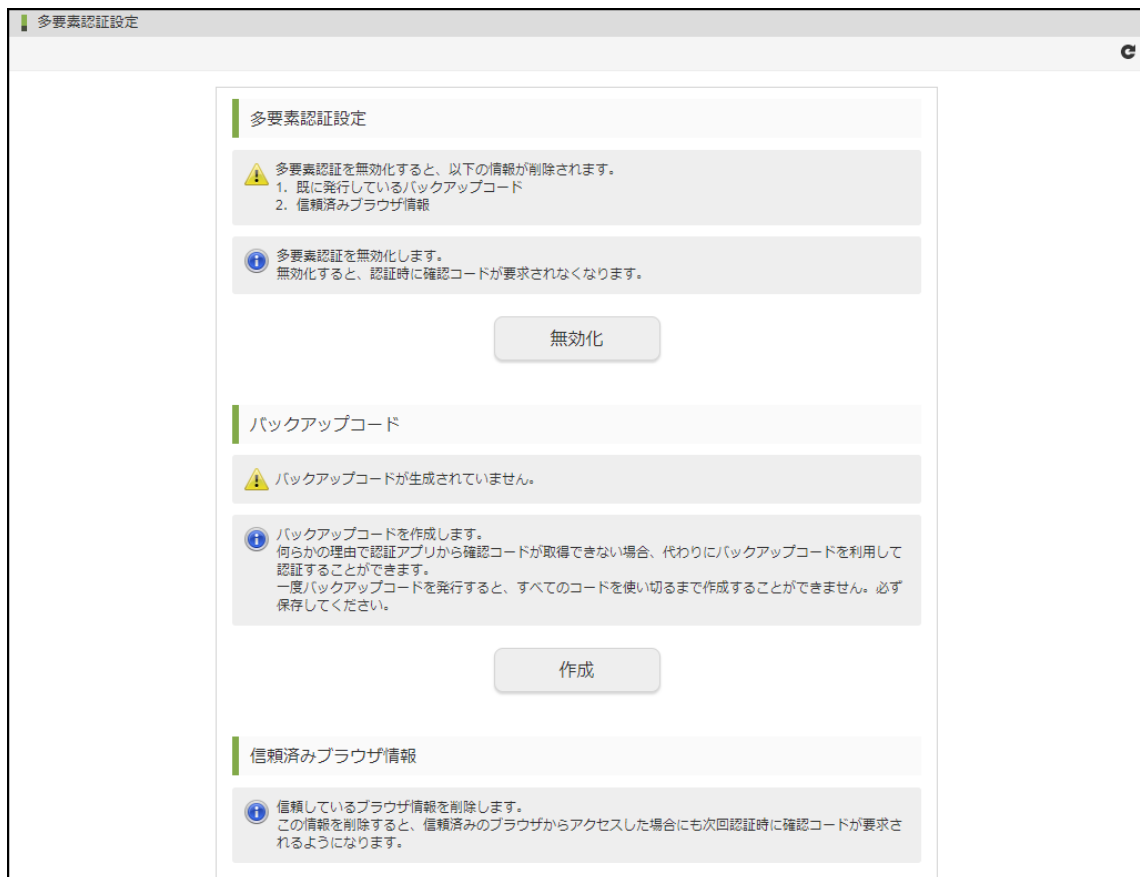 多要素認証設定
多要素認証設定
多要素認証を無効化すると、以下の情報が削除されます。
1. 既に発行しているバックアップコード
2. 信頼済みブラウザ情報
多要素認証を無効化します。
無効化すると、認証時に確認コードが要求されなくなります。
無効化
バックアップコード
バックアップコードが生成されていません。
バックアップコードを作成します。
何らかの理由で認証アプリから確認コードが取得できない場合、代わりにバックアップコードを利用して
認証することができます。
一度バックアップコードを発行すると、すべてのコードを使い切るまで作成することができません。必ず
保存してください。
作成
信頼済みブラウザ情報
信頼しているブラウザ情報を削除します。
この情報を削除すると、信頼済みのブラウザからアクセスした場合にも次回認証時に確認コードが要求さ
れるようになります。